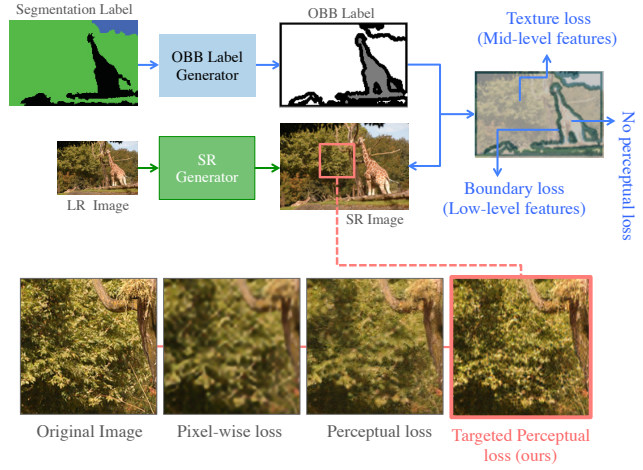 Segmentation Label
OBB Label
OBB Label
Generator
Texture loss
(Mid-level features)
No perceptual
loss
LR Image
SR
Generator
SR Image
Boundary loss
(Low-level features)
Original Image
Pixel-wise loss
Perceptual loss
Targeted Perceptual
loss (ours)